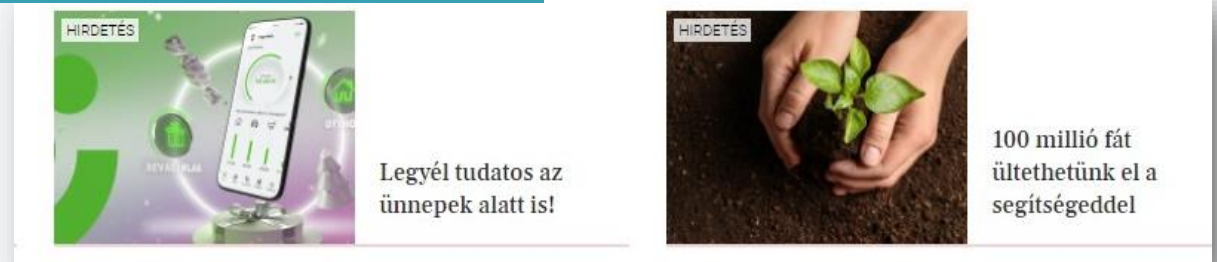 HIRDETÉS
Legyél tudatos az
ünnepek alatt is!
HIRDETÉS
100 millió fát
ültethetünk el a
segítségeddel